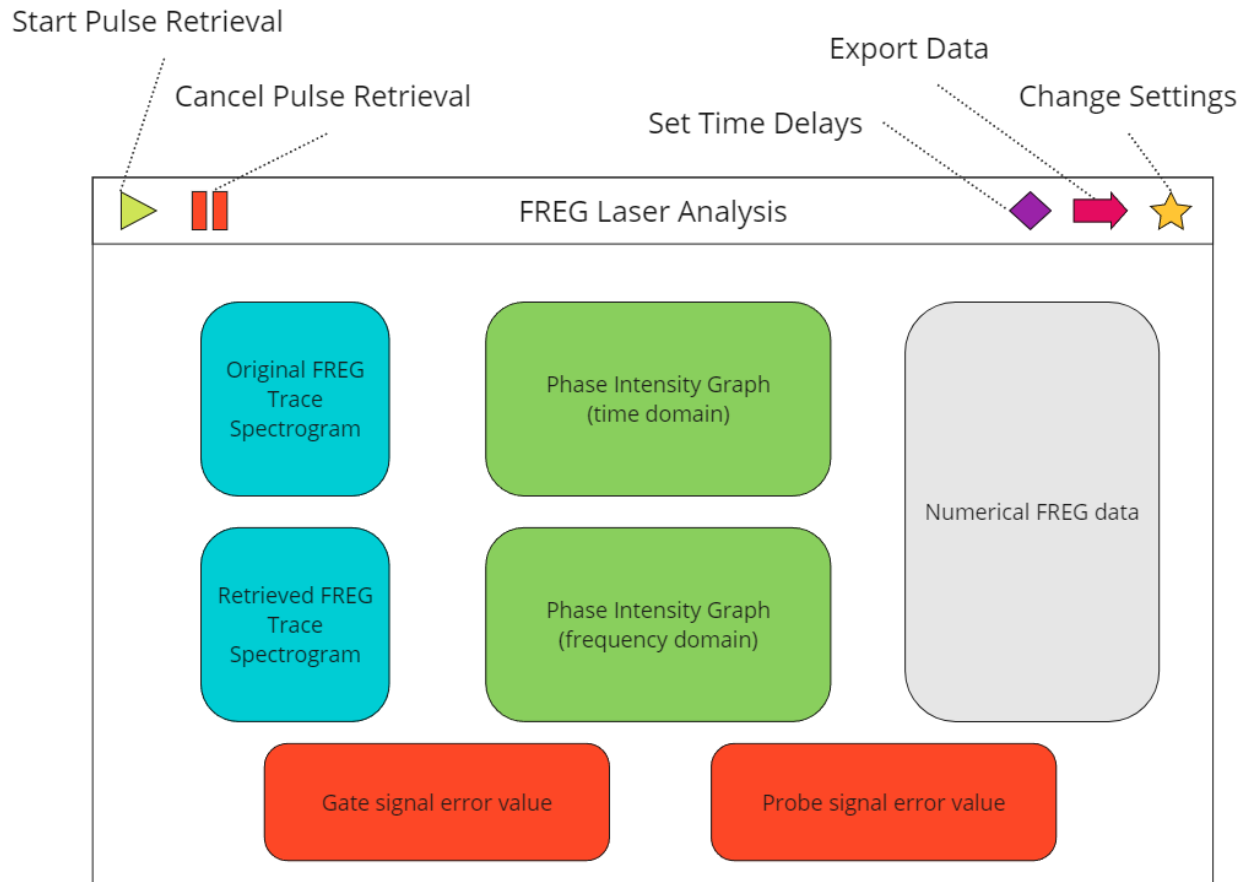 Start Pulse Retrieval
Cancel Pulse Retrieval
Export Data
Set Time Delays
Change Settings
FREG Laser Analysis
Original FREG
Trace
Spectrogram
Phase Intensity Graph
(time domain)
Numerical FREG data
Retrieved FREG
Trace
Spectrogram
Phase Intensity Graph
(frequency domain)
Gate signal error value
Probe signal error value